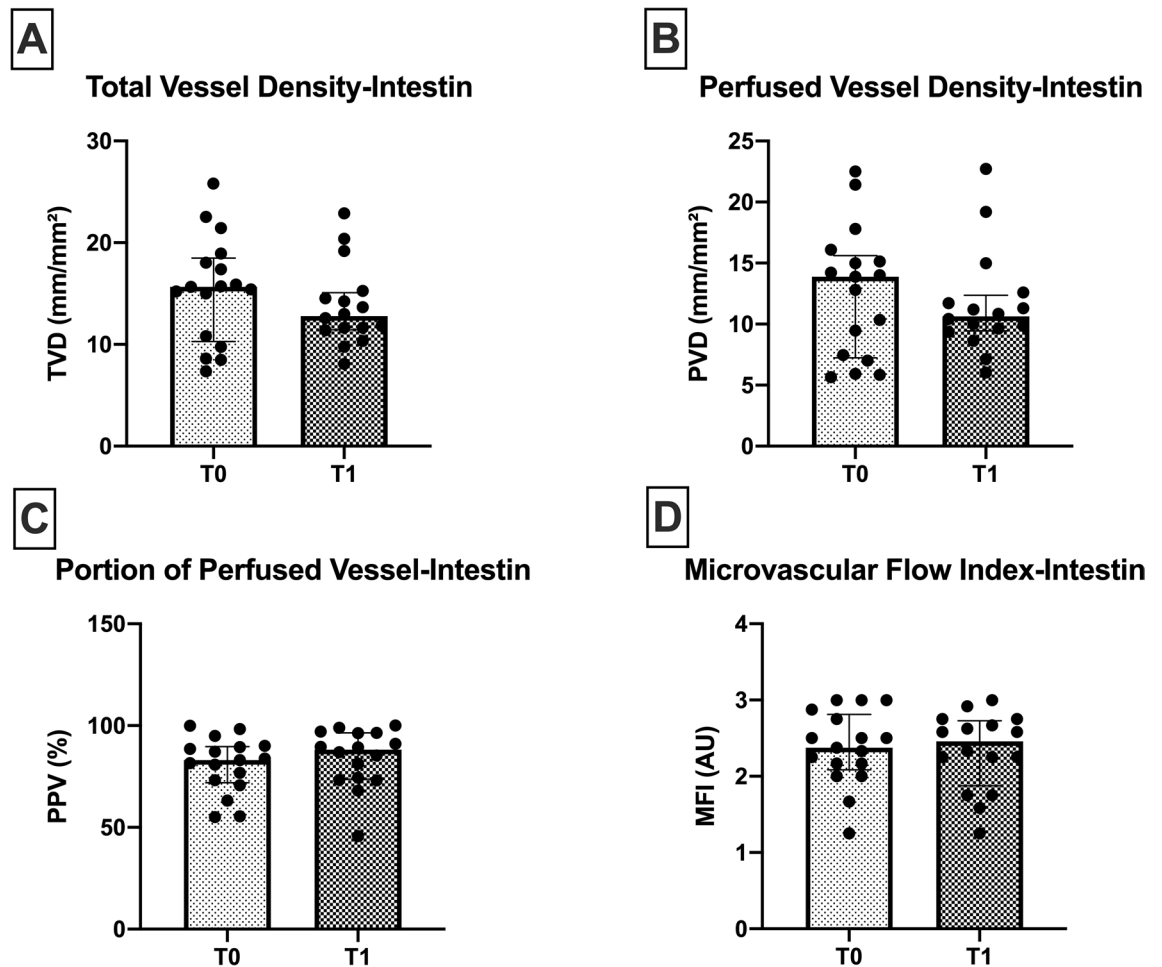 A
Total Vessel Density-Intestin
TVD (mm/mm²)
30
20
10
0
T0 T1
B
Perfused Vessel Density-Intestin
PVD (mm/mm²)
25
20
15
10
5
0
T0 T1
C
Portion of Perfused Vessel-Intestin
PPV (%)
150
100
50
0
T0 T1
D
Microvascular Flow Index-Intestin
MFI (AU)
4
3
2
1
0
T0 T1